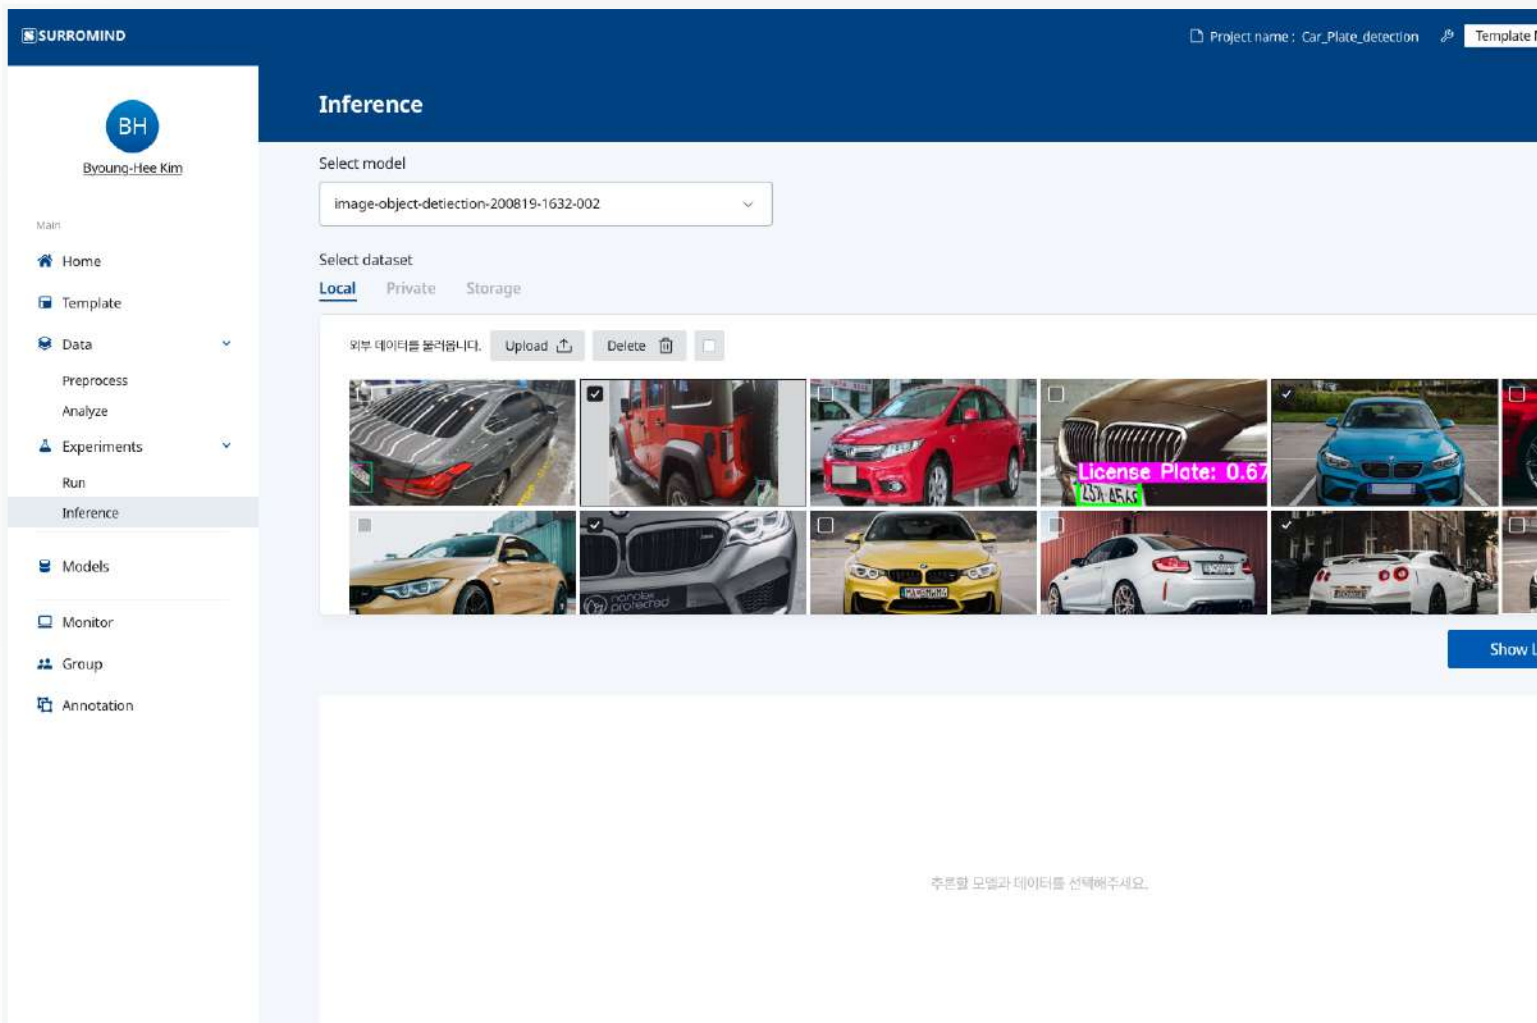 SURROMIND
Project name : Car_Plate_detection
Template
BH
Byoung-Hee Kim
Main
Home
Template
Data
Preprocess
Analyze
Experiments
Run
Inference
Models
Monitor
Group
Annotation
Inference
Select model
image-object-detiection-200819-1632-002
Select dataset
Local Private Storage
외부 데이터를 불러옵니다. Upload Delete
License Plate: 0.67
nanolex
protected
Show
추론할 모델과 데이터를 선택해주세요.